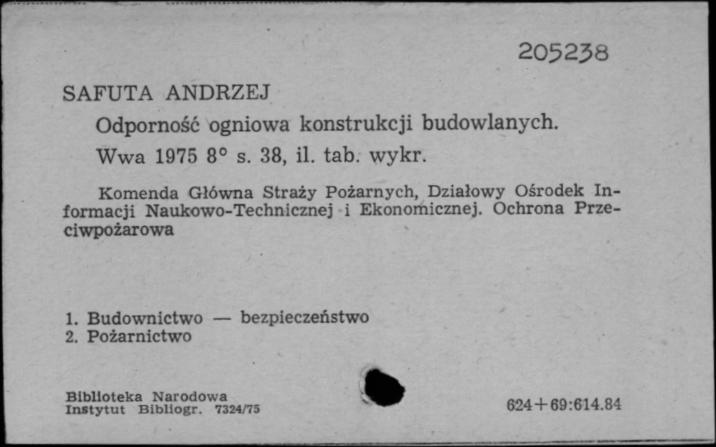 205238
SAFUTA ANDRZEJ
Odporność ogniowa konstrukcji budowlanych.
Wwa 1975 8° s. 38, il. tab. wykr.
Komenda Główna Straży Pożarnych, Działowy Ośrodek In-
formacji Naukowo-Technicznej i Ekonomicznej. Ochrona Prze-
ciwpożarowa
1. Budownictwo — bezpieczeństwo
2. Pożarnictwo
Biblioteka Narodowa
Instytut Bibliogr. 7324/75
624+69:614.84